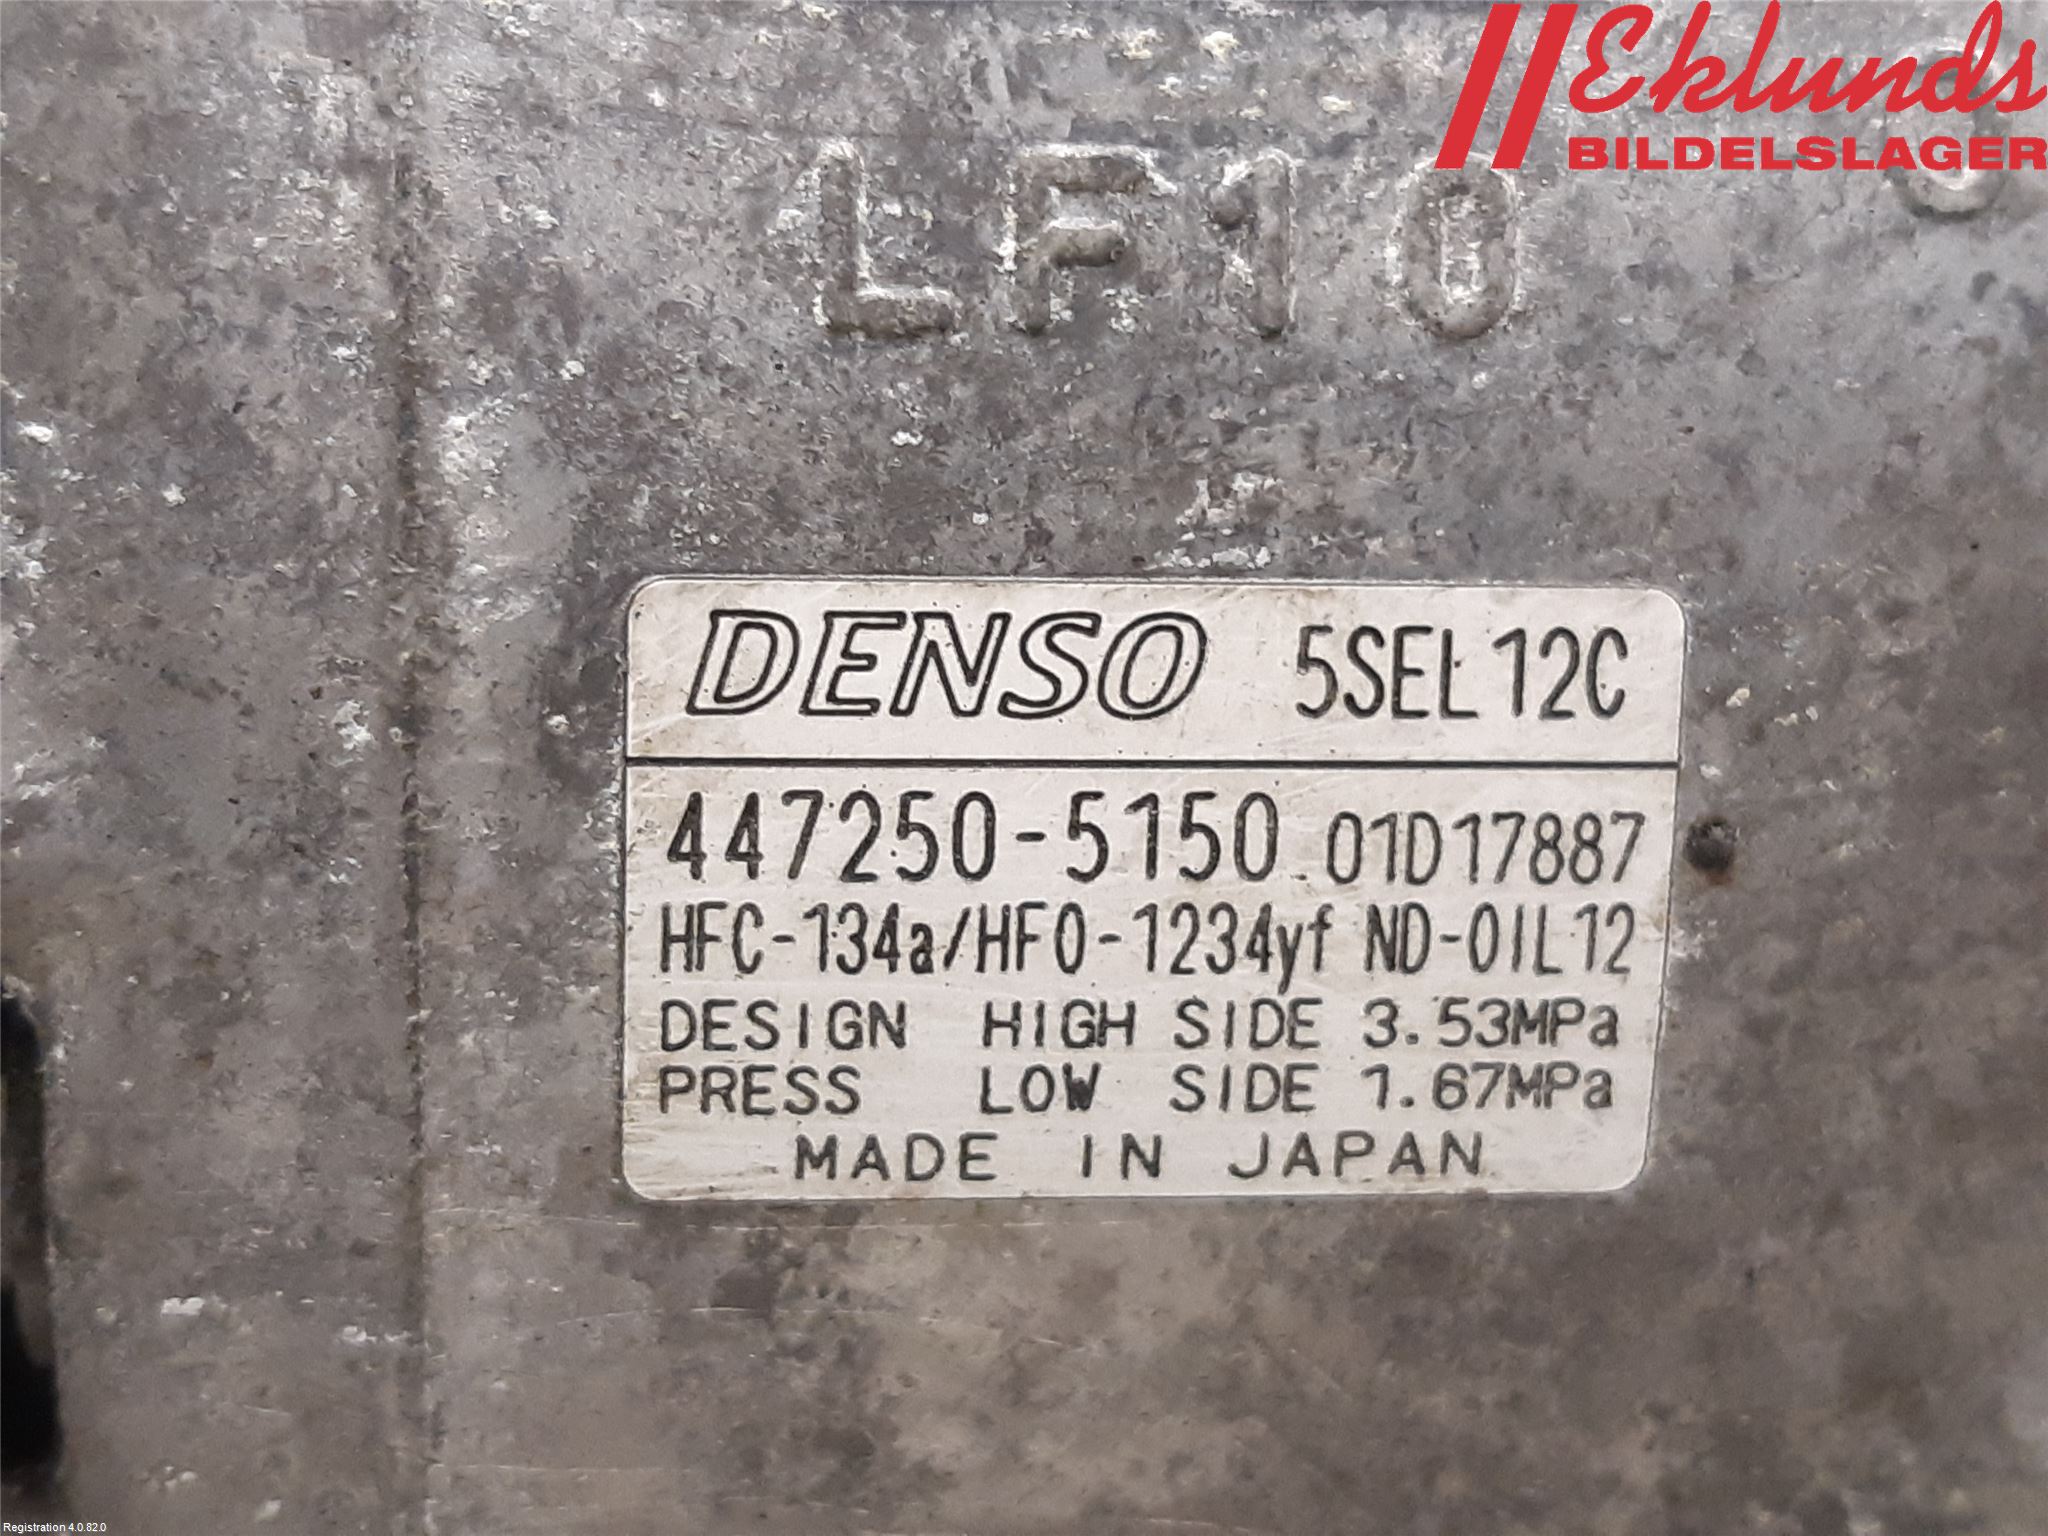 Eklunds
BILDELSLAGER
LF10
DENSO 5SEL12C
447250-5150 01D17887
HFC-134a/HFO-1234yf ND-OIL12
DESIGN HIGH SIDE 3.53MPa
PRESS LOW SIDE 1.67MPa
MADE IN JAPAN
Registration 4.0.82.0